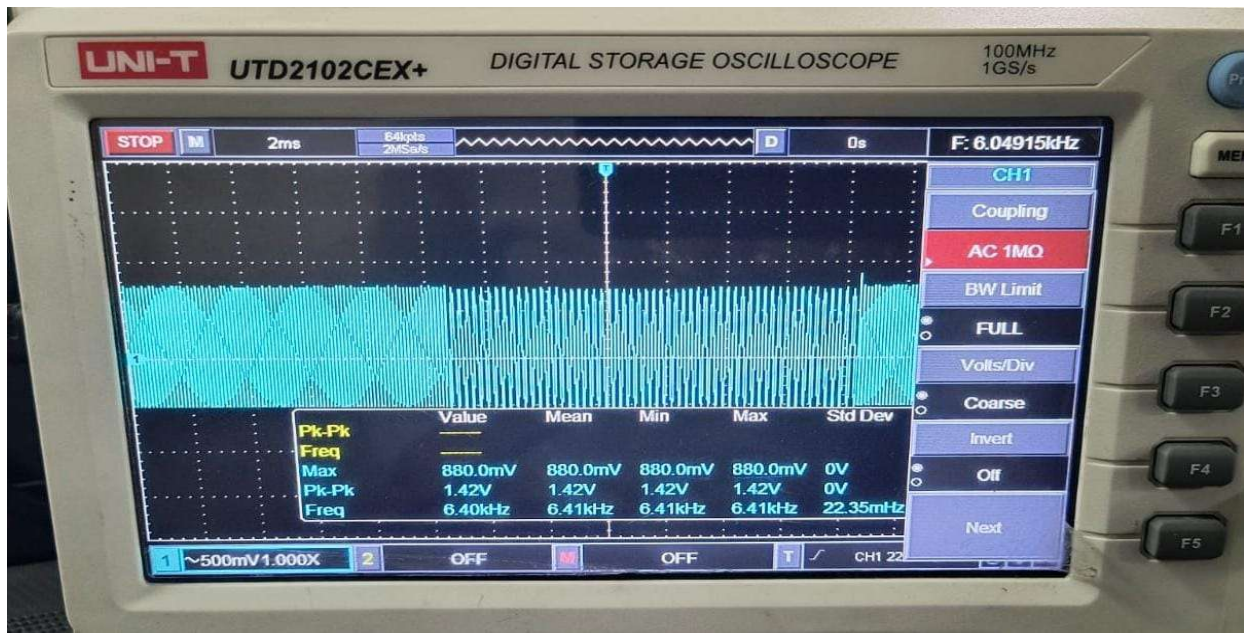 UNI-T UTD2102CEX+ DIGITAL STORAGE OSCILLOSCOPE 100MHz
1GS/s
STOP M 2ms 64kpts D 0s F: 6.04915kHz
2MSa/s
T
CH1
Coupling
AC 1MΩ
BW Limit
FULL
Volts/Div
Coarse
Invert
Off
Next
1
Value Mean Min Max Std Dev
Pk-Pk
Freq
Max 880.0mV 880.0mV 880.0mV 880.0mV 0V
Pk-Pk 1.42V 1.42V 1.42V 1.42V 0V
Freq 6.40kHz 6.41kHz 6.41kHz 6.41kHz 22.35mHz
1 ~500mV 1.000X 2 OFF M OFF T CH1 22
F1
F2
F3
F4
F5